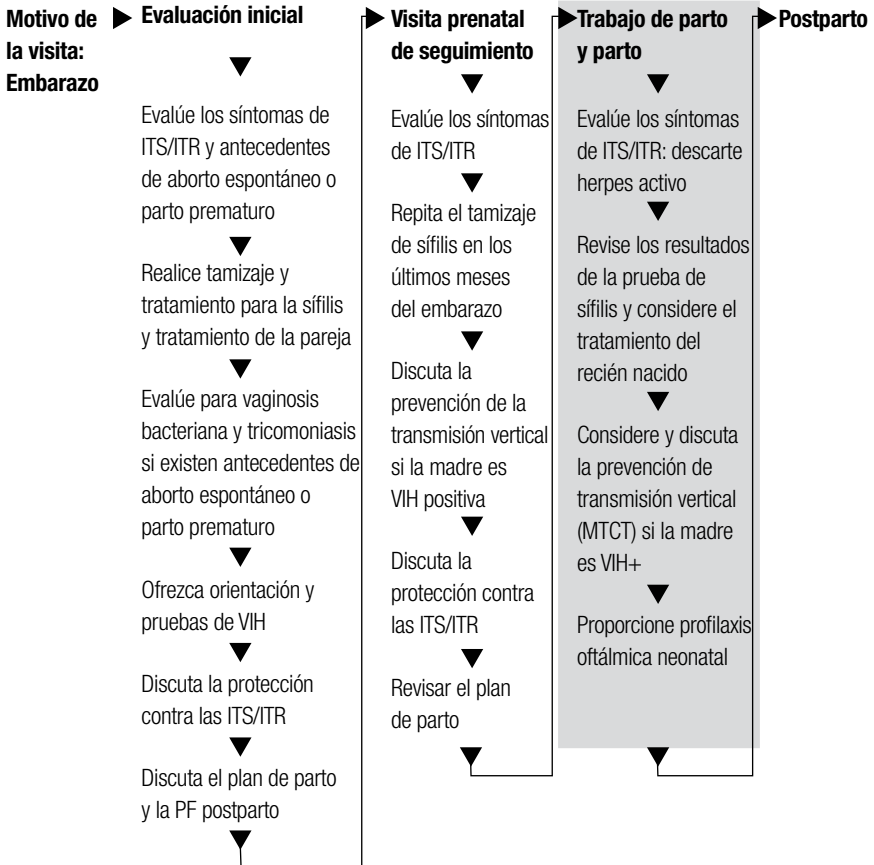 Motivo de
la visita:
Embarazo
Evaluación inicial
Evalúe los síntomas de
ITS/ITR y antecedentes
de aborto espontáneo o
parto prematuro
Realice tamizaje y
tratamiento para la sífilis
y tratamiento de la pareja
Evalúe para vaginosis
bacteriana y tricomoniasis
si existen antecedentes de
aborto espontáneo o
parto prematuro
Ofrezca orientación y
pruebas de VIH
Discuta la protección
contra las ITS/ITR
Discuta el plan de parto
y la PF postparto
Visita prenatal
de seguimiento
Evalúe los síntomas
de ITS/ITR
Repita el tamizaje
de sífilis en los
últimos meses
del embarazo
Discuta la
prevención de la
transmisión vertical
si la madre es
VIH positiva
Discuta la
protección contra
las ITS/ITR
Revisar el plan
de parto
Trabajo de parto
y parto
Evalúe los síntomas
de ITS/ITR: descarte
herpes activo
Revise los resultados
de la prueba de
sífilis y considere el
tratamiento del
recién nacido
Considere y discuta
la prevención de
transmisión vertical
(MTCT) si la madre
es VIH+
Proporcione profilaxis
oftálmica neonatal
Postparto